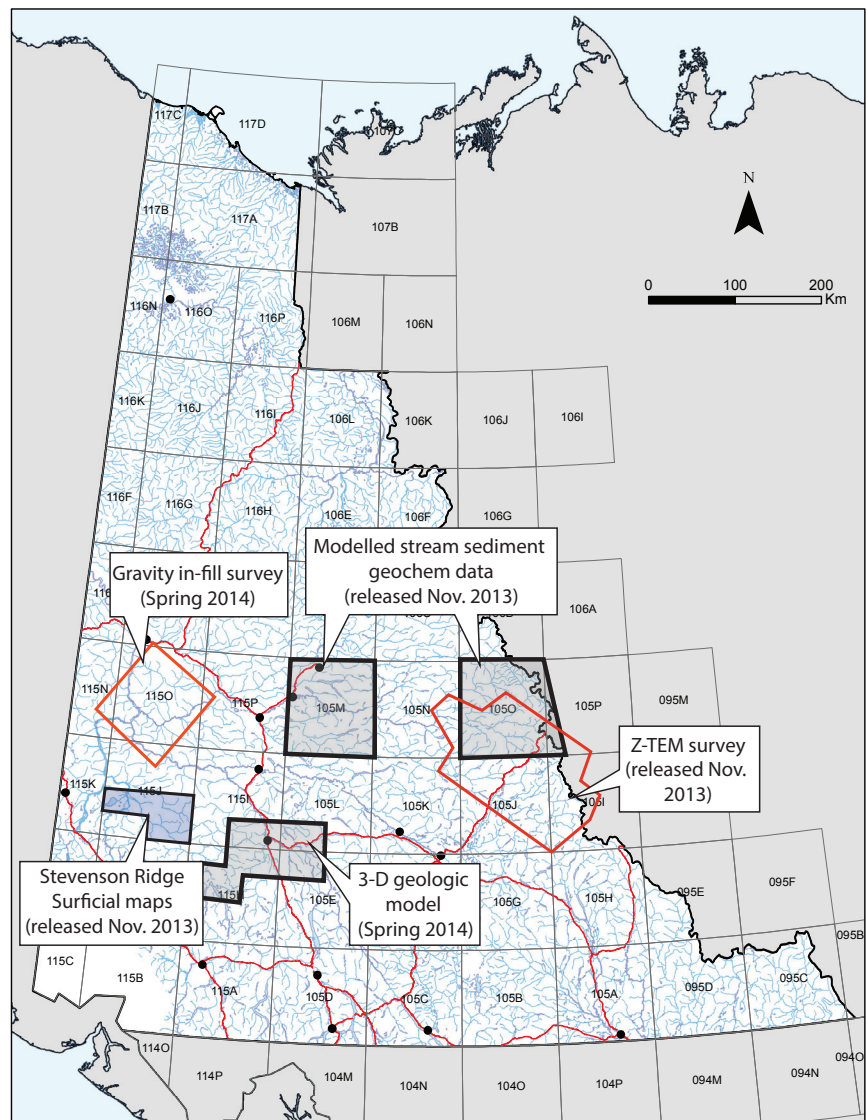 117C
117D
107C
117B
117A
107B
N
0 100 200
Km
116N
116O
116P
106M
106N
116K
116J
116I
106L
106K
106J
106I
116F
116G
116H
106E
106F
106G
Gravity in-fill survey
(Spring 2014)
Modelled stream sediment
geochem data
(released Nov. 2013)
106A
115N
115O
115P
105M
105N
105O
105P
095M
Z-TEM survey
(released Nov.
2013)
115K
115J
115I
105L
105K
105J
105I
Stevenson Ridge
Surficial maps
(released Nov. 2013)
3-D geologic
model
(Spring 2014)
105E
105G
105H
095E
095F
095B
115C
115B
115A
105D
105C
105B
105A
095D
095C
114O
114P
104M
104N
104O
104P
094M
094N
094O